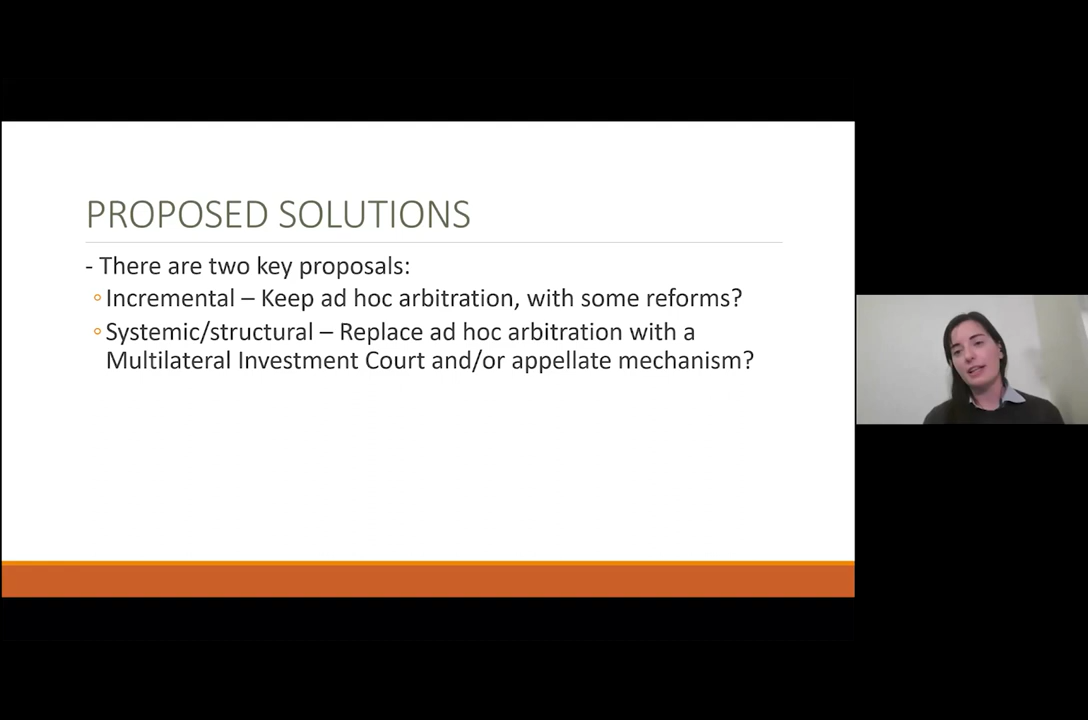 PROPOSED SOLUTIONS
- There are two key proposals:
◦Incremental – Keep ad hoc arbitration, with some reforms?
◦Systemic/structural – Replace ad hoc arbitration with a
Multilateral Investment Court and/or appellate mechanism?